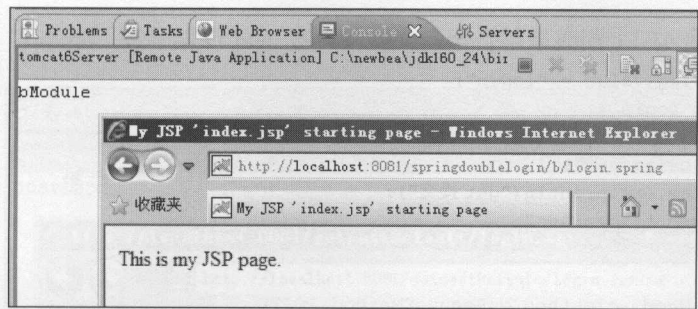 Problems Tasks Web Browser Console Servers
tomcat6Server [Remote Java Application] C:\newbea\jdk160_24\bin
bModule
My JSP 'index.jsp' starting page - Windows Internet Explorer
http://localhost:8081/springdoublelogin/b/login.spring
收藏夹 My JSP 'index.jsp' starting page
This is my JSP page.